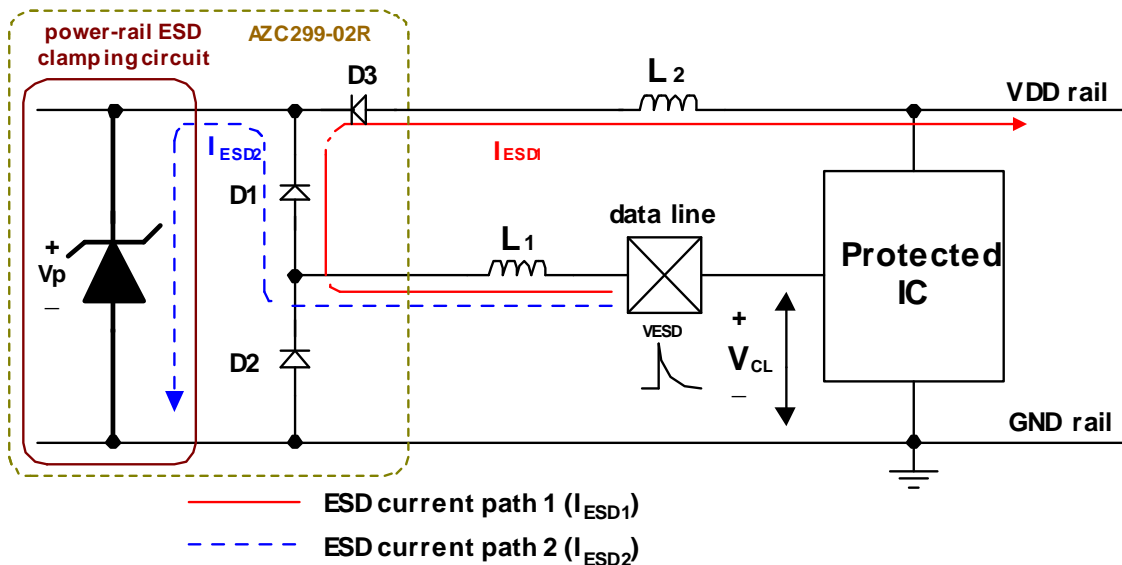 power-rail ESD
clamping circuit
AZC299-02R
D3
L2
VDD rail
IESD2
IESD1
D1
data line
L1
Protected
IC
+
Vp
_
VESD
+
VCL
_
D2
GND rail
ESD current path 1 (IESD1)
ESD current path 2 (IESD2)